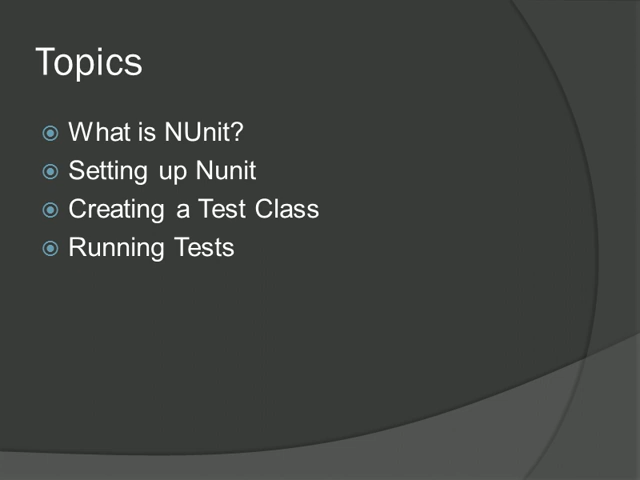 Topics
What is NUnit?
Setting up Nunit
Creating a Test Class
Running Tests